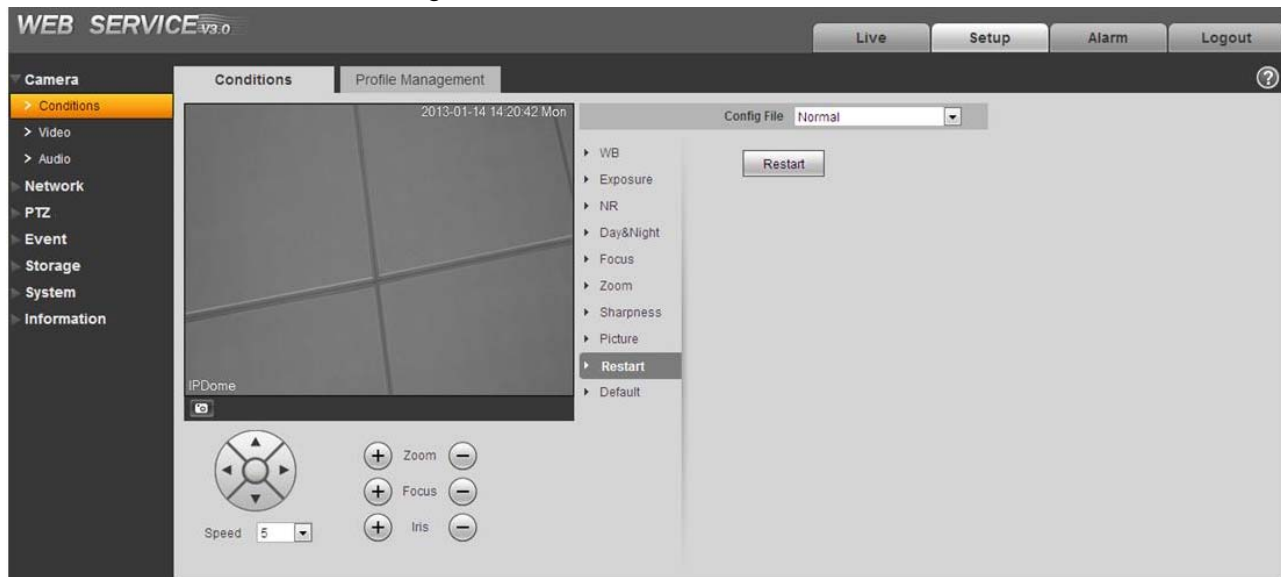 WEB SERVICE V3.0
Live Setup Alarm Logout
Camera
Conditions
Video
Audio
Network
PTZ
Event
Storage
System
Information
Conditions Profile Management
2013-01-14 14:20:42 Mon
IPDome
Config File Normal
WB
Exposure
NR
Day&Night
Focus
Zoom
Sharpness
Picture
Restart
Default
Restart
Zoom
Focus
Iris
Speed 5